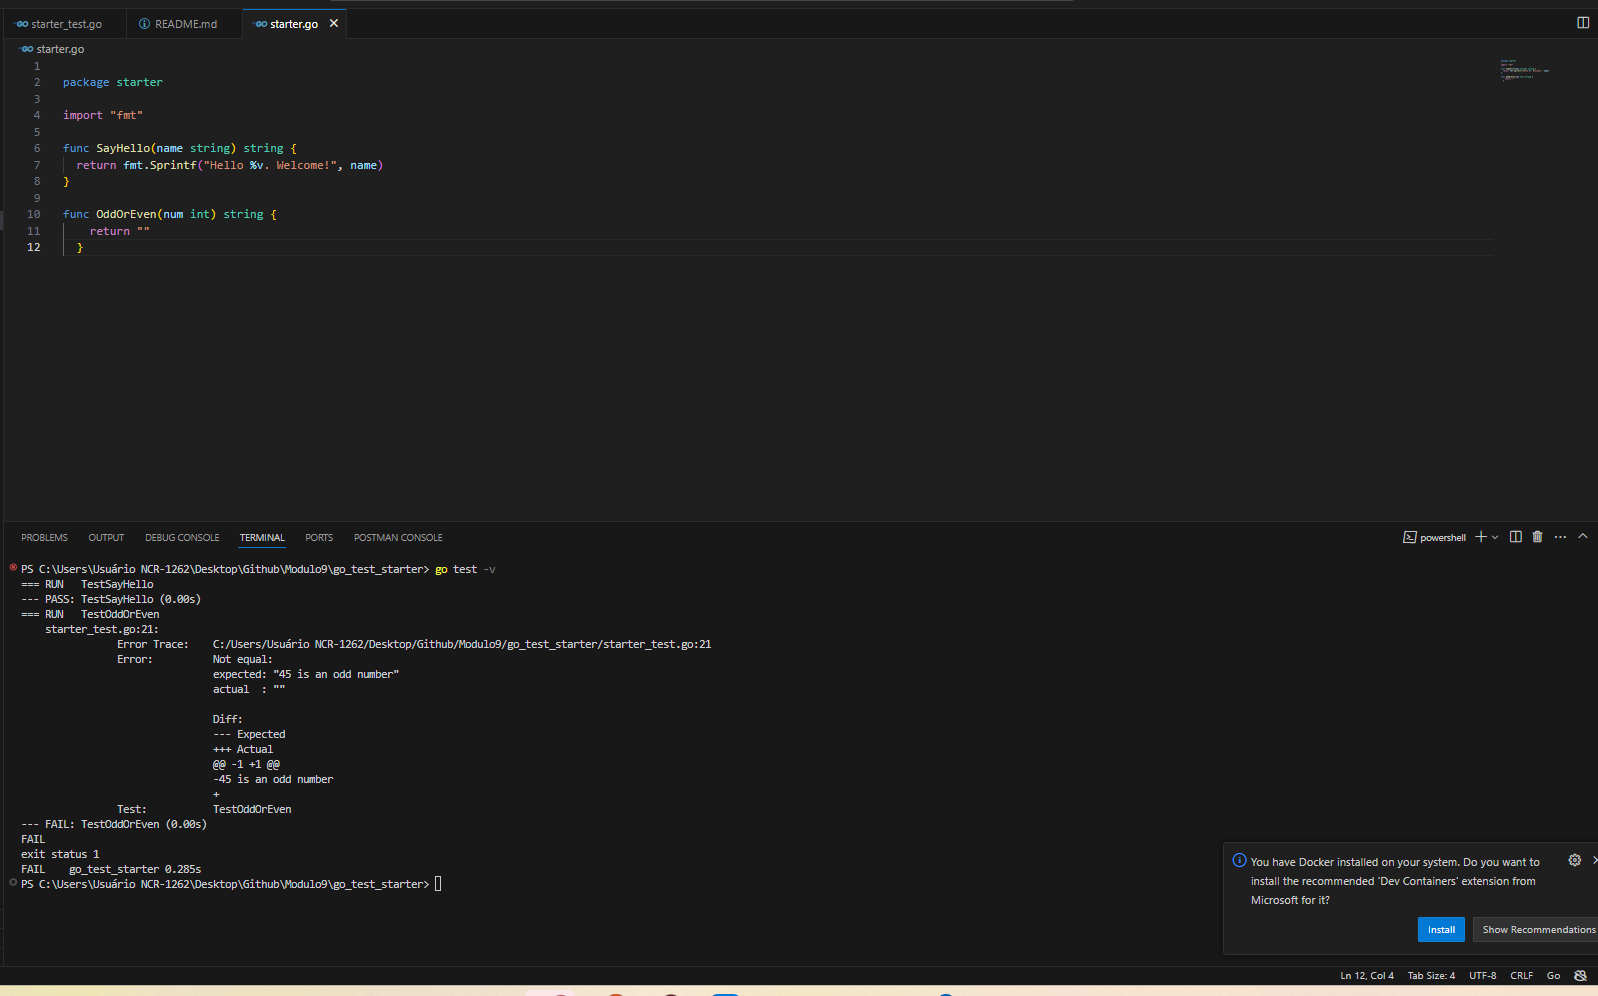 starter_test.go
README.md
starter.go
starter.go
1
2 package starter
3
4 import "fmt"
5
6 func SayHello(name string) string {
7 return fmt.Sprintf("Hello %v. Welcome!", name)
8 }
9
10 func OddOrEven(num int) string {
11 return ""
12 }
PROBLEMS OUTPUT DEBUG CONSOLE TERMINAL PORTS POSTMAN CONSOLE
powershell
PS C:\Users\Usuário NCR-1262\Desktop\Github\Modulo9\go_test_starter> go test -v
=== RUN TestSayHello
--- PASS: TestSayHello (0.00s)
=== RUN TestOddOrEven
starter_test.go:21:
Error Trace: C:/Users/Usuário NCR-1262/Desktop/Github/Modulo9/go_test_starter/starter_test.go:21
Error: Not equal:
expected: "45 is an odd number"
actual : ""
Diff:
--- Expected
+++ Actual
@@ -1 +1 @@
-45 is an odd number
+
Test: TestOddOrEven
--- FAIL: TestOddOrEven (0.00s)
FAIL
exit status 1
FAIL go_test_starter 0.285s
PS C:\Users\Usuário NCR-1262\Desktop\Github\Modulo9\go_test_starter>
You have Docker installed on your system. Do you want to
install the recommended 'Dev Containers' extension from
Microsoft for it?
Install
Show Recommendations
Ln 12, Col 4 Tab Size: 4 UTF-8 CRLF Go